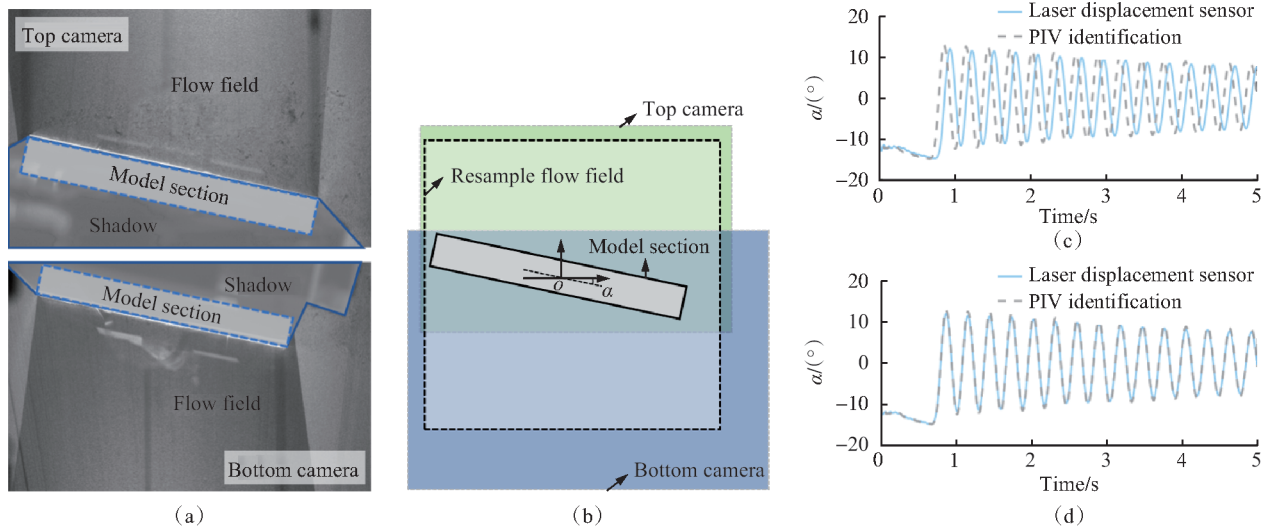 Top camera
Flow field
Model section
Shadow
Shadow
Model section
Flow field
Bottom camera
(a)
Top camera
Resample flow field
Model section
o
α
Bottom camera
(b)
Laser displacement sensor
PIV identification
α/(°)
20
10
0
−10
−20
0
1
2
3
4
5
Time/s
(c)
Laser displacement sensor
PIV identification
α/(°)
20
10
0
−10
−20
0
1
2
3
4
5
Time/s
(d)